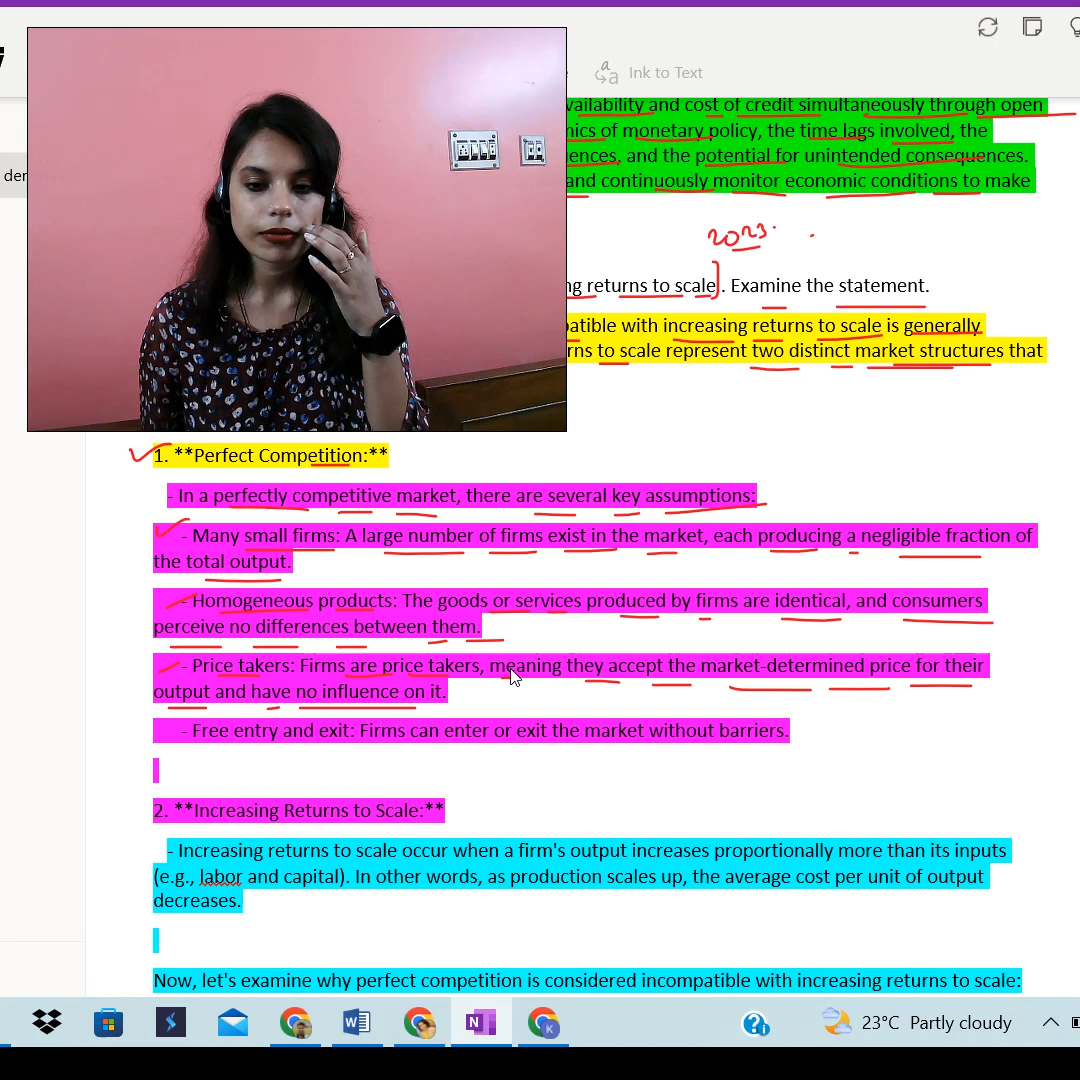 Ink to Text
vailability and cost of credit simultaneously through open
nics of monetary policy, the time lags involved, the
ences, and the potential for unintended consequences.
and continuously monitor economic conditions to make
2023.
ng returns to scale]. Examine the statement.
patible with increasing returns to scale is generally
rns to scale represent two distinct market structures that
der
1. **Perfect Competition:**
- In a perfectly competitive market, there are several key assumptions:
- Many small firms: A large number of firms exist in the market, each producing a negligible fraction of
the total output.
- Homogeneous products: The goods or services produced by firms are identical, and consumers
perceive no differences between them.
- Price takers: Firms are price takers, meaning they accept the market-determined price for their
output and have no influence on it.
- Free entry and exit: Firms can enter or exit the market without barriers.
2. **Increasing Returns to Scale:**
- Increasing returns to scale occur when a firm's output increases proportionally more than its inputs
(e.g., labor and capital). In other words, as production scales up, the average cost per unit of output
decreases.
Now, let's examine why perfect competition is considered incompatible with increasing returns to scale:
23°C Partly cloudy